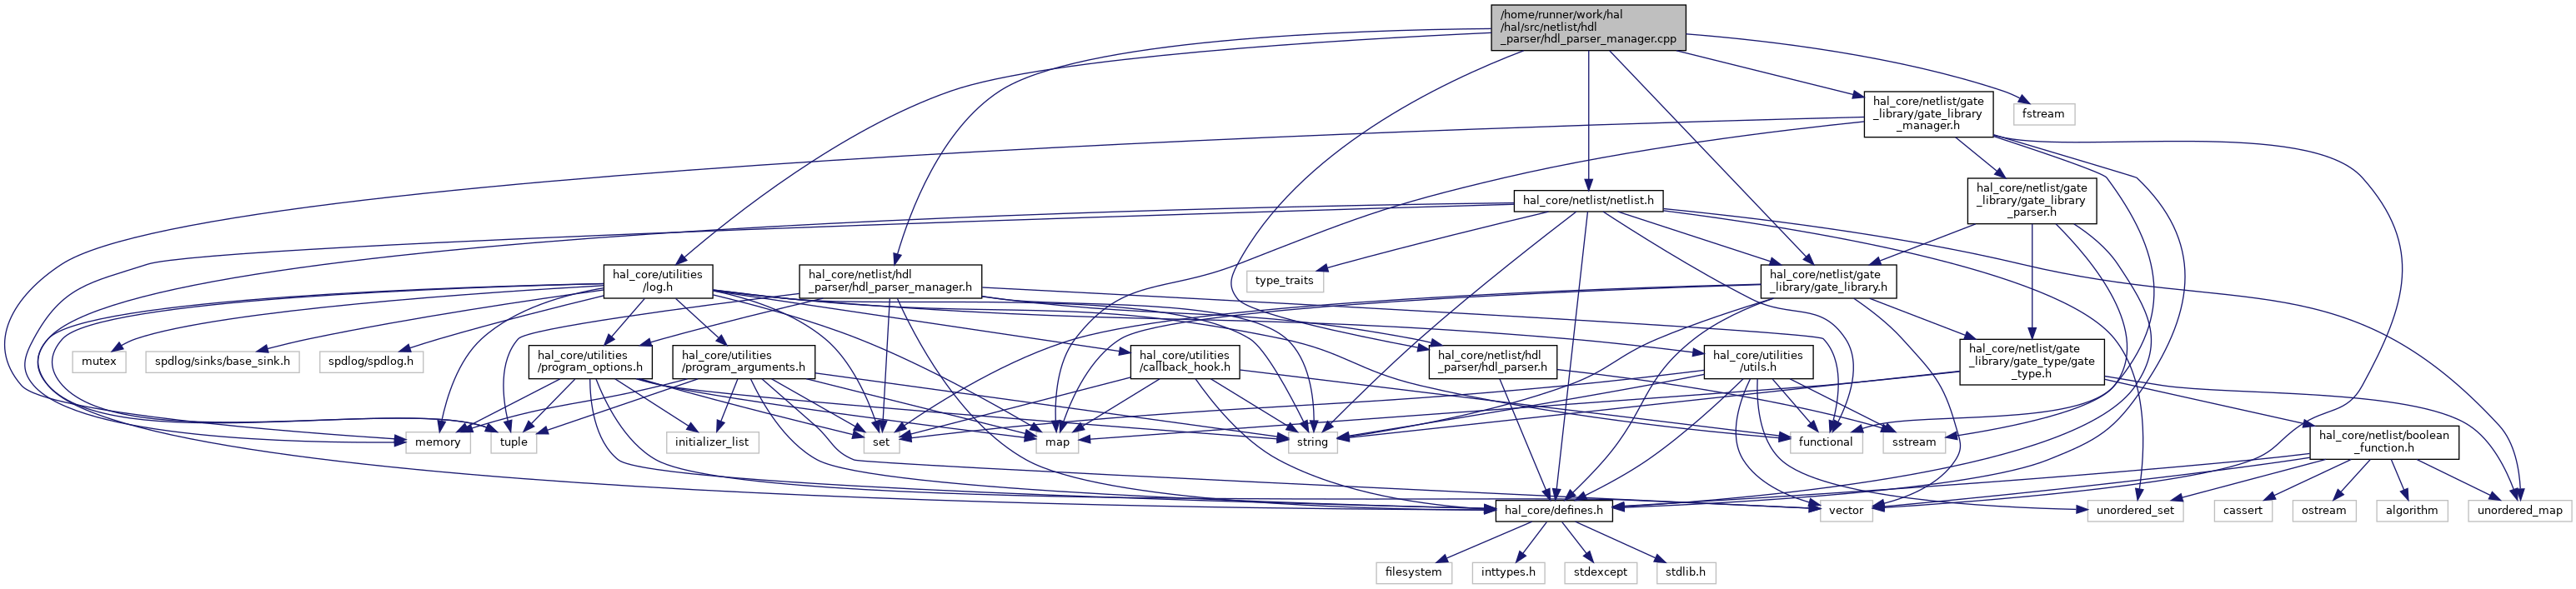 /home/runner/work/hal
/hal/src/netlist/hdl
_parser/hdl_parser_manager.cpp
hal_core/netlist/gate
_library/gate_library
_manager.h
fstream
hal_core/netlist/gate
_library/gate_library
_parser.h
hal_core/netlist/netlist.h
hal_core/utilities
/log.h
hal_core/netlist/hdl
_parser/hdl_parser_manager.h
type_traits
hal_core/netlist/gate
_library/gate_library.h
mutex
spdlog/sinks/base_sink.h
spdlog/spdlog.h
hal_core/utilities
/program_options.h
hal_core/utilities
/program_arguments.h
hal_core/utilities
/callback_hook.h
hal_core/netlist/hdl
_parser/hdl_parser.h
hal_core/utilities
/utils.h
hal_core/netlist/gate
_library/gate_type/gate
_type.h
memory
tuple
initializer_list
set
map
string
functional
sstream
hal_core/netlist/boolean
_function.h
hal_core/defines.h
vector
unordered_set
cassert
ostream
algorithm
unordered_map
filesystem
inttypes.h
stdexcept
stdlib.h